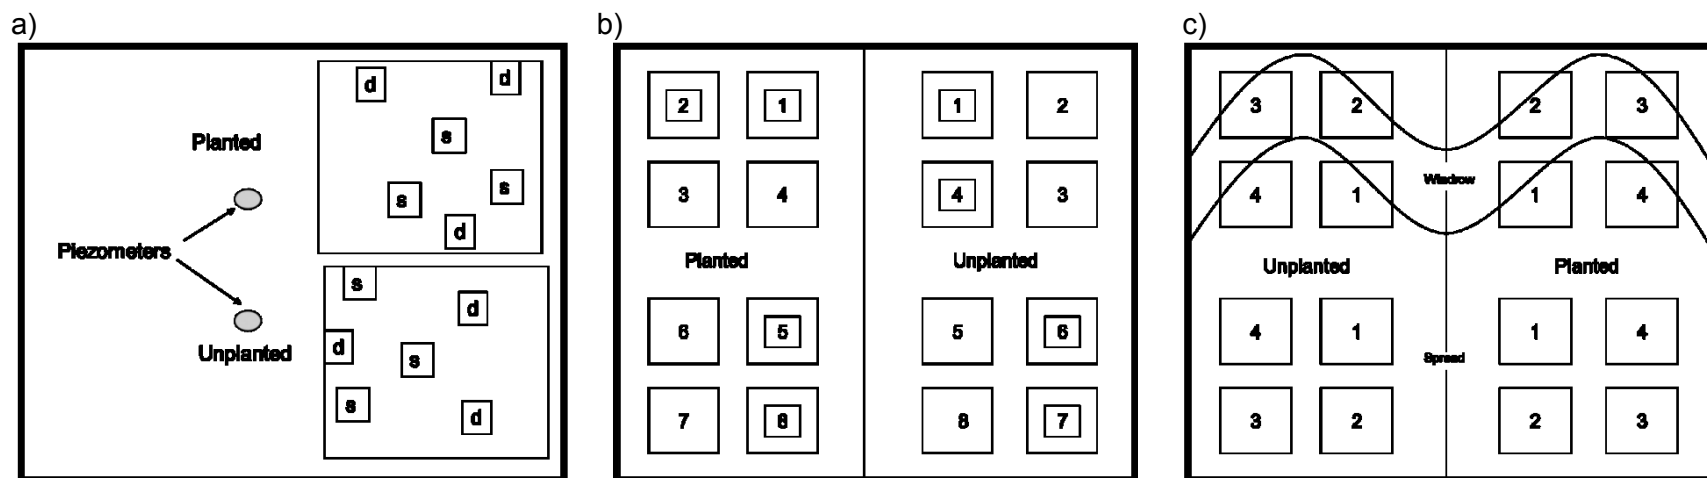 a)
d
d
Planted
s
s
s
d
Piezometers
s
d
Unplanted
d
s
s
d
b)
2 1 1 2
3 4 4 3
Planted Unplanted
6 5 5 6
7 8 8 7
c)
3 2 2 3
Windrow
4 1 1 4
Unplanted Planted
4 1 1 4
Spread
3 2 2 3